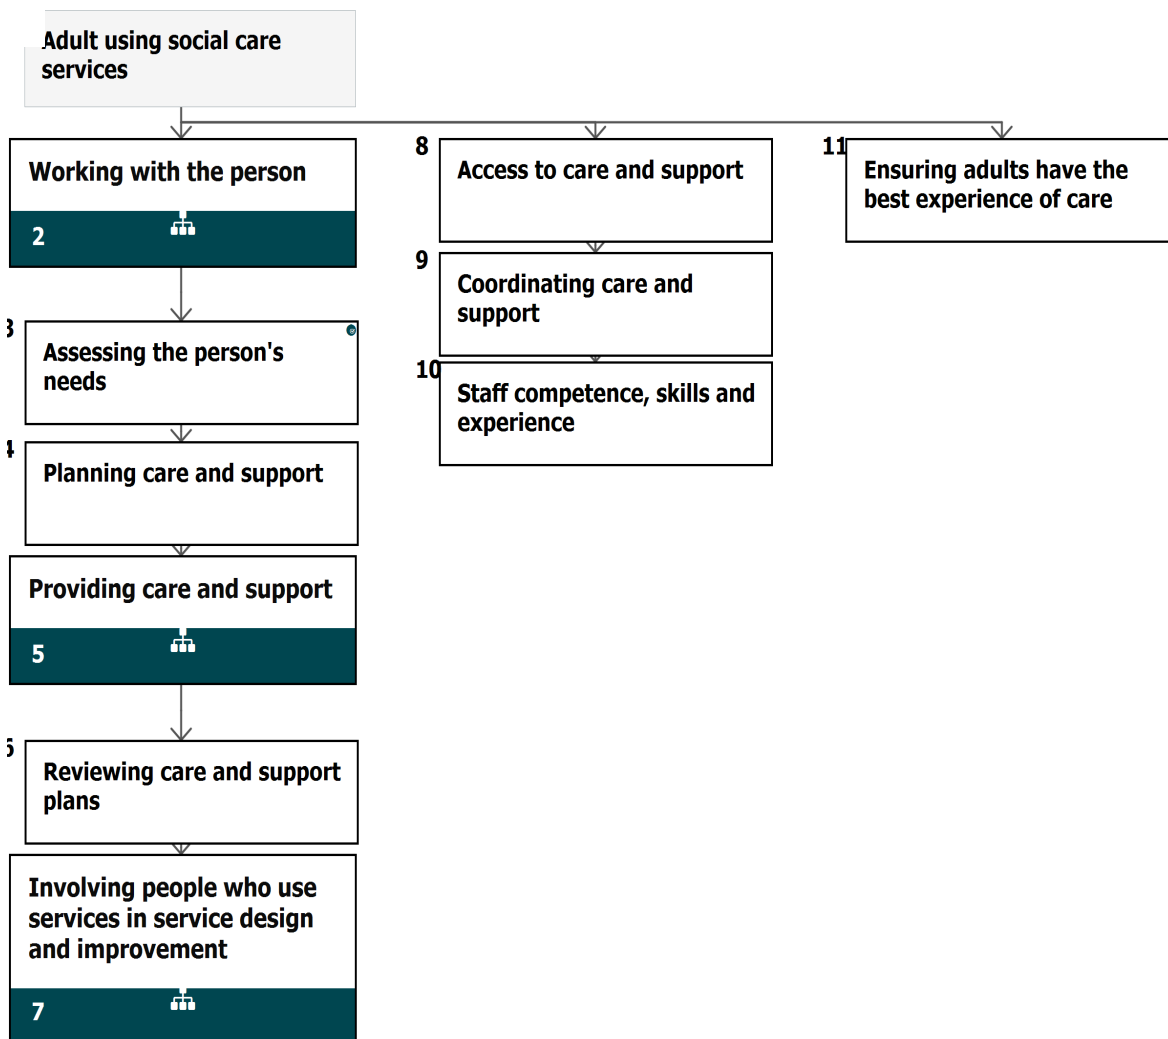 Adult using social care
services
Working with the person
2
3
Assessing the person's
needs
4
Planning care and support
Providing care and support
5
6
Reviewing care and support
plans
Involving people who use
services in service design
and improvement
7
8
Access to care and support
9
Coordinating care and
support
10
Staff competence, skills and
experience
11
Ensuring adults have the
best experience of care